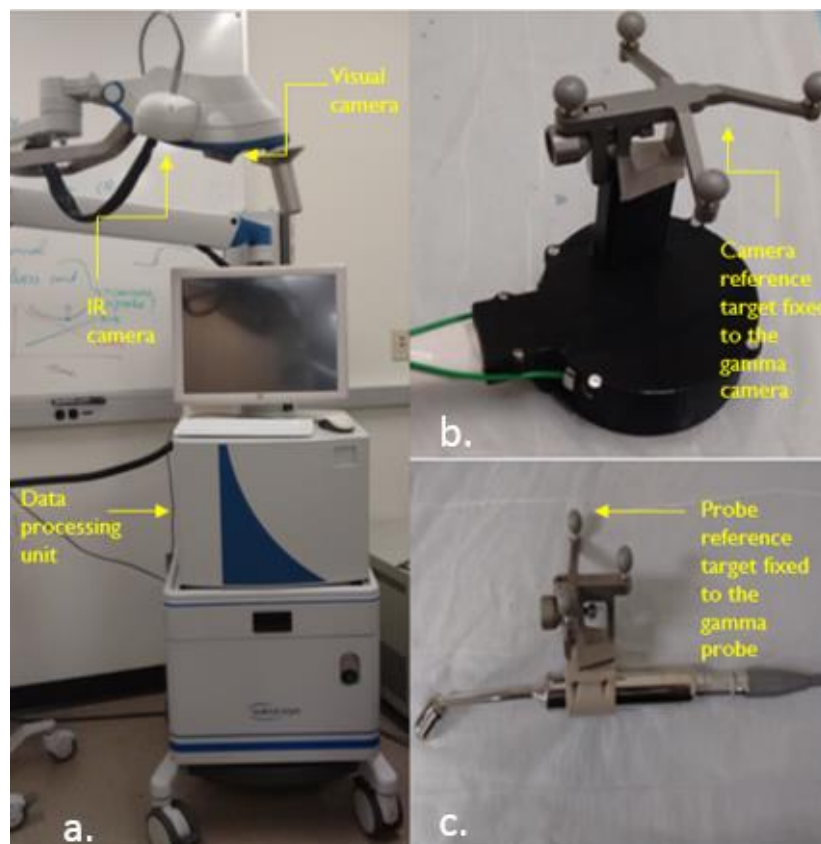 Visual
camera
IR
camera
Data
processing
unit
a.
Camera
reference
target fixed
to the
gamma
camera
b.
Probe
reference
target fixed
to the
gamma
probe
c.